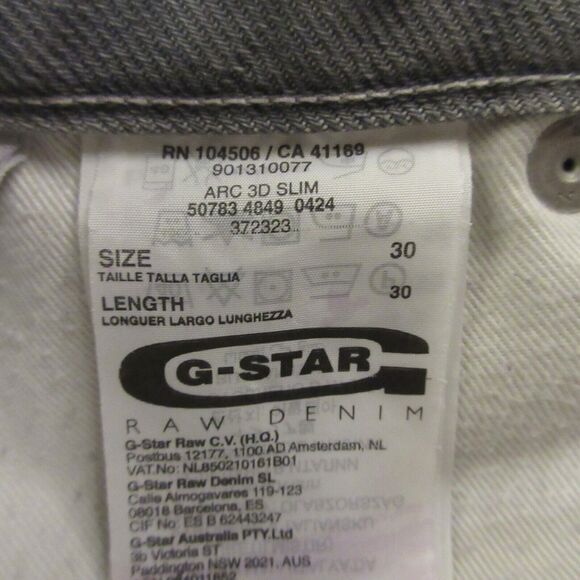 RN 104506 / CA 41169
901310077
ARC 3D SLIM
50783 4849 0424
372323
SIZE 30
TAILLE TALLA TAGLIA
LENGTH 30
LONGUER LARGO LUNGHEZZA
G-STAR
RAW DENIM
G-Star Raw C.V. (H.Q.)
Postbus 12177, 1100 AD Amsterdam, NL
VAT.No: NL850210161B01
G-Star Raw Denim SL
Calle Almogavares 119-123
08018 Barcelona, ES
CIF No: ES B 62443247
G-Star Australia PTY.Ltd
3b Victoria ST
Paddington NSW 2021, AUS